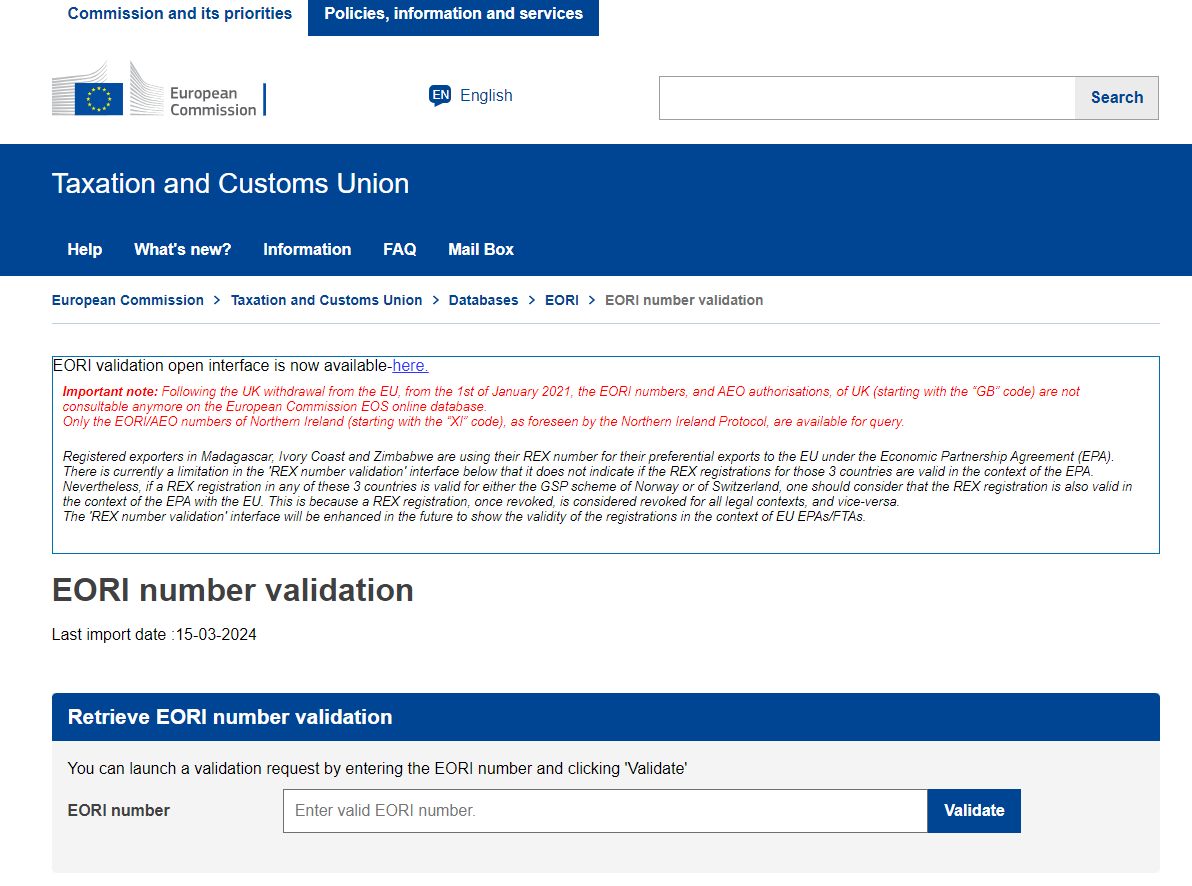 Commission and its priorities Policies, information and services
European
Commission
EN English
Search
Taxation and Customs Union
Help What's new? Information FAQ Mail Box
European Commission > Taxation and Customs Union > Databases > EORI > EORI number validation
EORI validation open interface is now available-here.
Important note: Following the UK withdrawal from the EU, from the 1st of January 2021, the EORI numbers, and AEO authorisations, of UK (starting with the "GB" code) are not
consultable anymore on the European Commission EOS online database.
Only the EORI/AEO numbers of Northern Ireland (starting with the "XI" code), as foreseen by the Northern Ireland Protocol, are available for query.
Registered exporters in Madagascar, Ivory Coast and Zimbabwe are using their REX number for their preferential exports to the EU under the Economic Partnership Agreement (EPA).
There is currently a limitation in the 'REX number validation' interface below that it does not indicate if the REX registrations for those 3 countries are valid in the context of the EPA.
Nevertheless, if a REX registration in any of these 3 countries is valid for either the GSP scheme of Norway or of Switzerland, one should consider that the REX registration is also valid in
the context of the EPA with the EU. This is because a REX registration, once revoked, is considered revoked for all legal contexts, and vice-versa.
The 'REX number validation' interface will be enhanced in the future to show the validity of the registrations in the context of EU EPAs/FTAs.
EORI number validation
Last import date :15-03-2024
Retrieve EORI number validation
You can launch a validation request by entering the EORI number and clicking 'Validate'
EORI number Enter valid EORI number. Validate